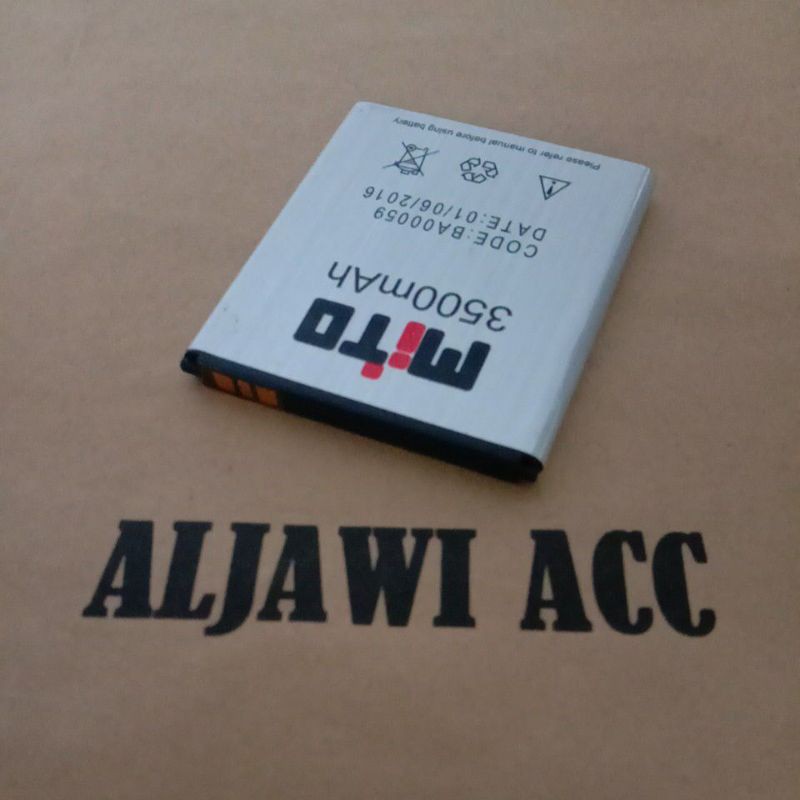 mito
3500mAh
CODE:BA00059
DATE:01/06/2016
Please refer to manual before using battery
ALJAWI ACC